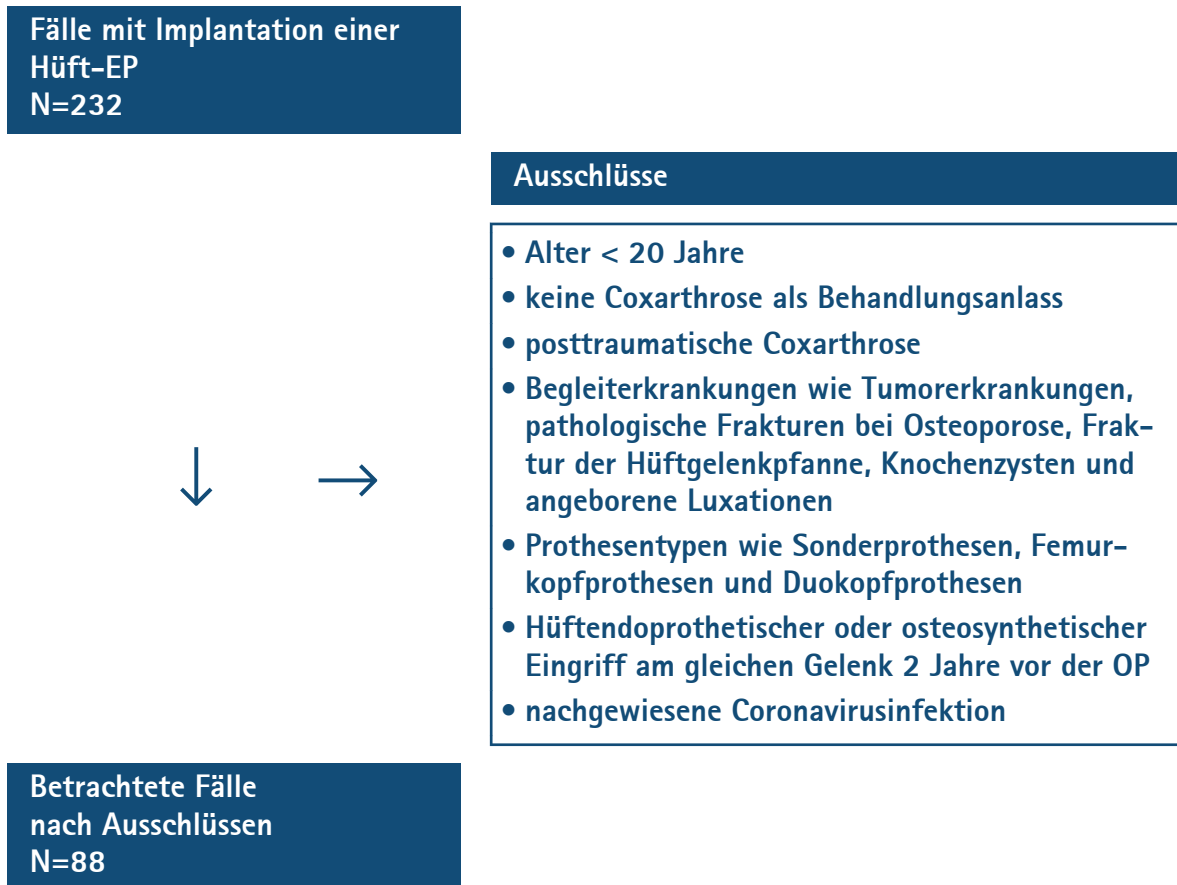 Fälle mit Implantation einer
Hüft-EP
N=232
Ausschlüsse
• Alter < 20 Jahre
• keine Coxarthrose als Behandlungsanlass
• posttraumatische Coxarthrose
• Begleiterkrankungen wie Tumorerkrankungen,
pathologische Frakturen bei Osteoporose, Frak-
tur der Hüftgelenkpfanne, Knochenzysten und
angeborene Luxationen
• Prothesentypen wie Sonderprothesen, Femur-
kopfprothesen und Duokopfprothesen
• Hüftendoprothetischer oder osteosynthetischer
Eingriff am gleichen Gelenk 2 Jahre vor der OP
• nachgewiesene Coronavirusinfektion
Betrachtete Fälle
nach Ausschlüssen
N=88